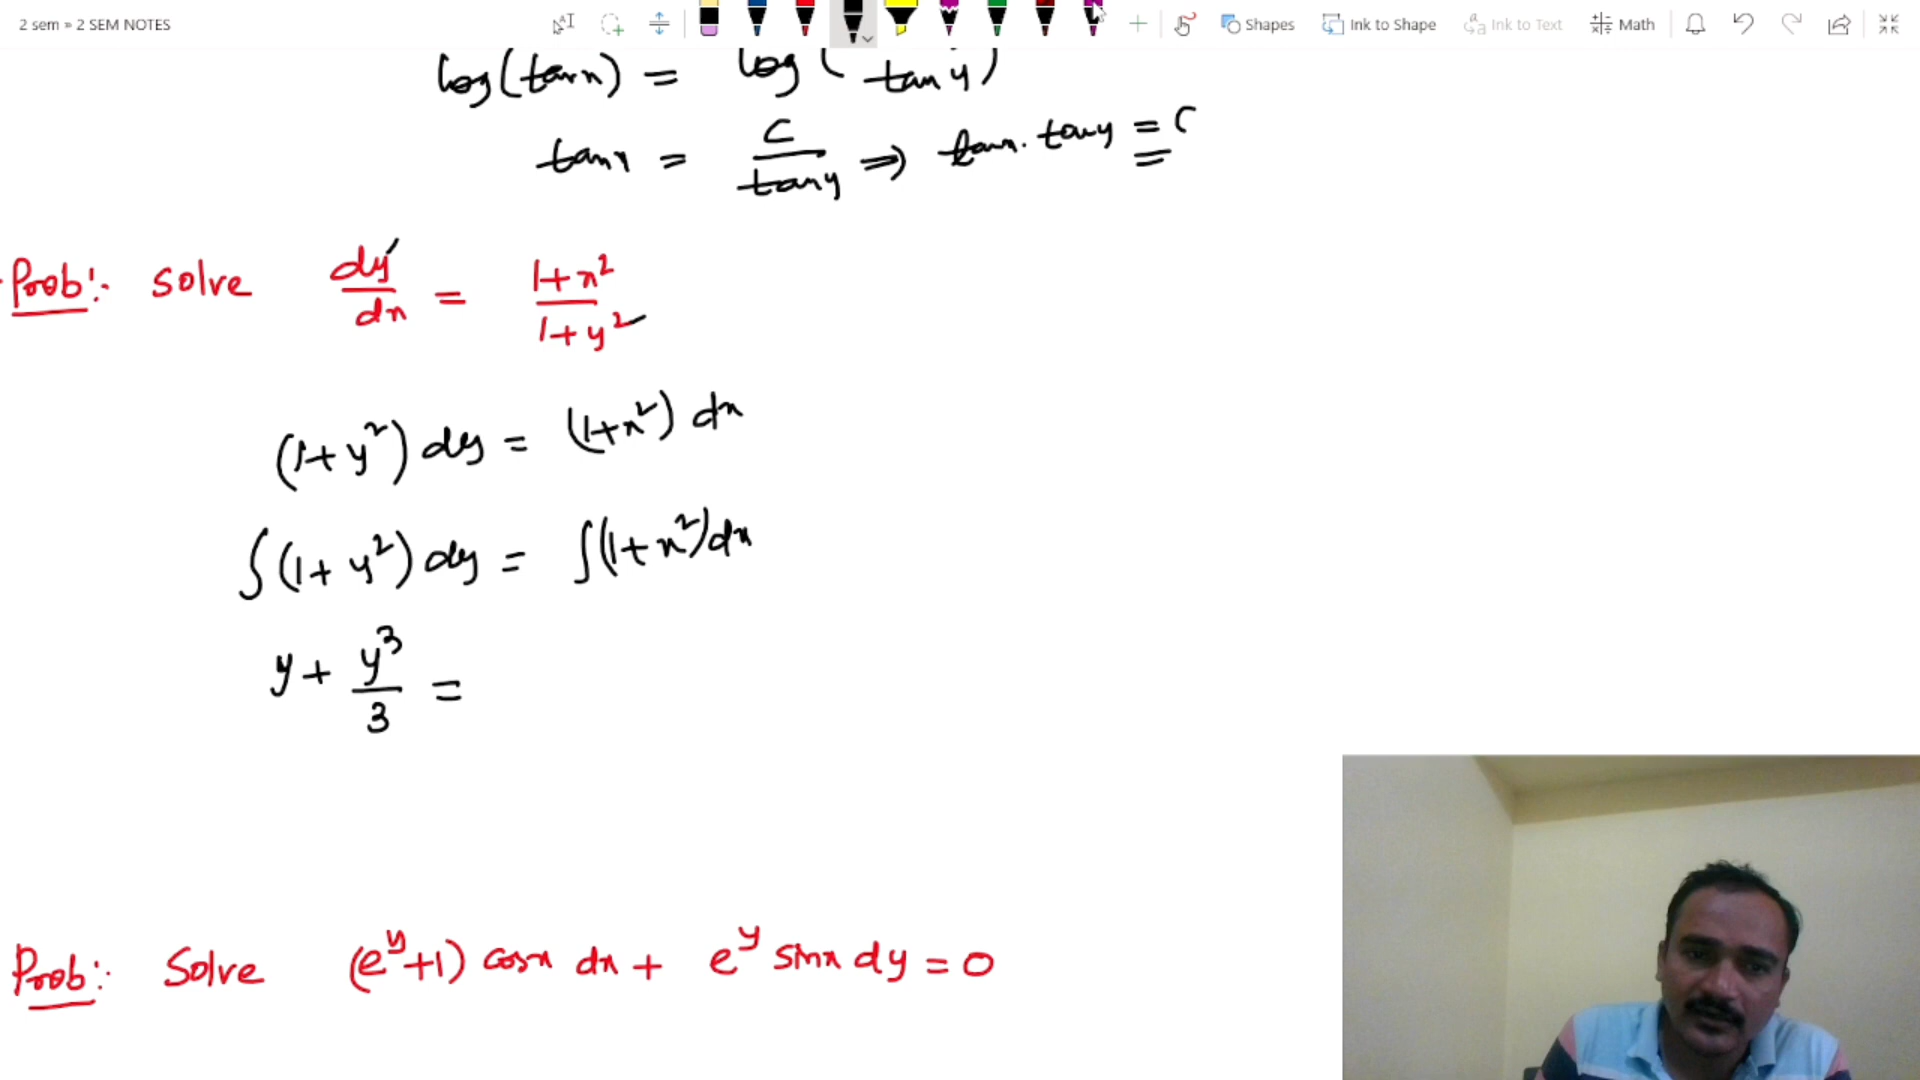 2 sem » 2 SEM NOTES
Shapes
Ink to Shape
Ink to Text
Math
log(tanx) = log( tany )
tanx = C/tany ⇒ tanx. tany = C
Prob:- Solve dy/dx = 1+x²/1+y²
(1+y²) dy = (1+x²) dx
∫(1+y²) dy = ∫(1+x²)dx
y + y³/3 =
Prob:- Solve (e^y+1) cosx dx + e^y sinx dy = 0